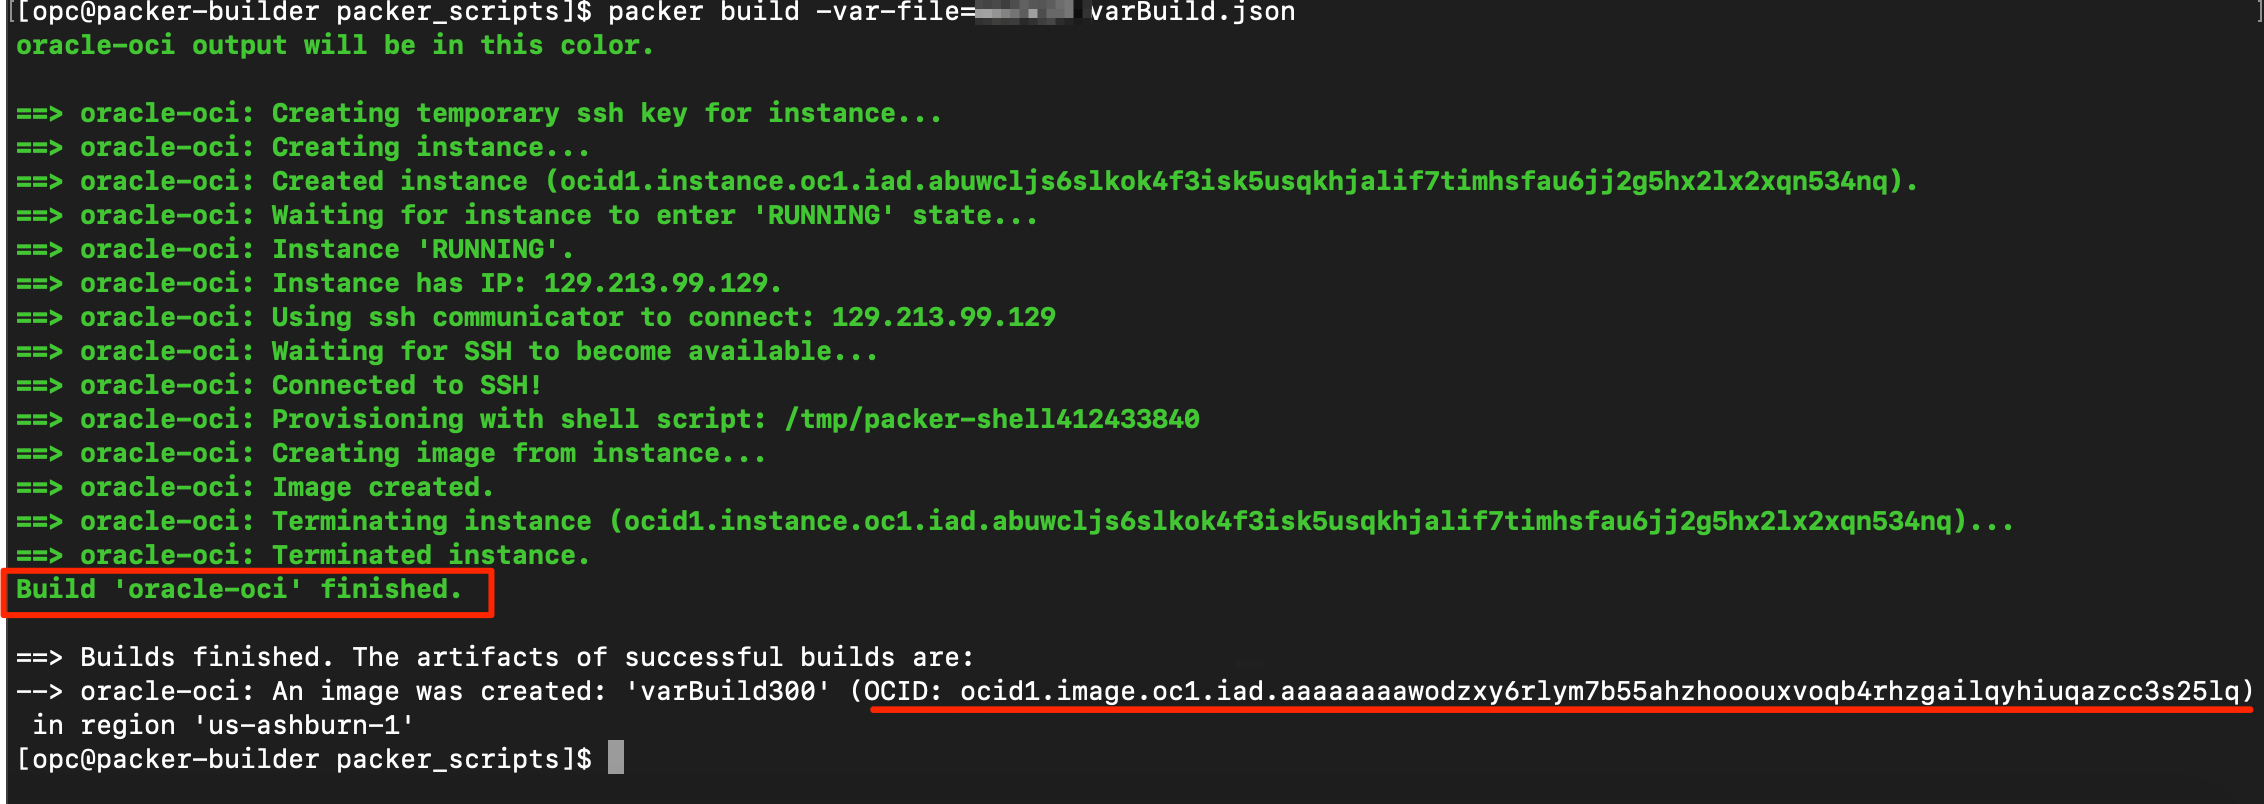 [[opc@packer-builder packer_scripts]$ packer build -var-file= varBuild.json ]
oracle-oci output will be in this color.
==> oracle-oci: Creating temporary ssh key for instance...
==> oracle-oci: Creating instance...
==> oracle-oci: Created instance (ocid1.instance.oc1.iad.abuwcljs6slkok4f3isk5usqkhjalif7timhsfau6jj2g5hx2lx2xqn534nq).
==> oracle-oci: Waiting for instance to enter 'RUNNING' state...
==> oracle-oci: Instance 'RUNNING'.
==> oracle-oci: Instance has IP: 129.213.99.129.
==> oracle-oci: Using ssh communicator to connect: 129.213.99.129
==> oracle-oci: Waiting for SSH to become available...
==> oracle-oci: Connected to SSH!
==> oracle-oci: Provisioning with shell script: /tmp/packer-shell412433840
==> oracle-oci: Creating image from instance...
==> oracle-oci: Image created.
==> oracle-oci: Terminating instance (ocid1.instance.oc1.iad.abuwcljs6slkok4f3isk5usqkhjalif7timhsfau6jj2g5hx2lx2xqn534nq)...
==> oracle-oci: Terminated instance.
Build 'oracle-oci' finished.
==> Builds finished. The artifacts of successful builds are:
--> oracle-oci: An image was created: 'varBuild300' (OCID: ocid1.image.oc1.iad.aaaaaaaawodzxy6rlym7b55ahzhooouxvoqb4rhzgailqyhiuqazcc3s25lq)
in region 'us-ashburn-1'
[opc@packer-builder packer_scripts]$